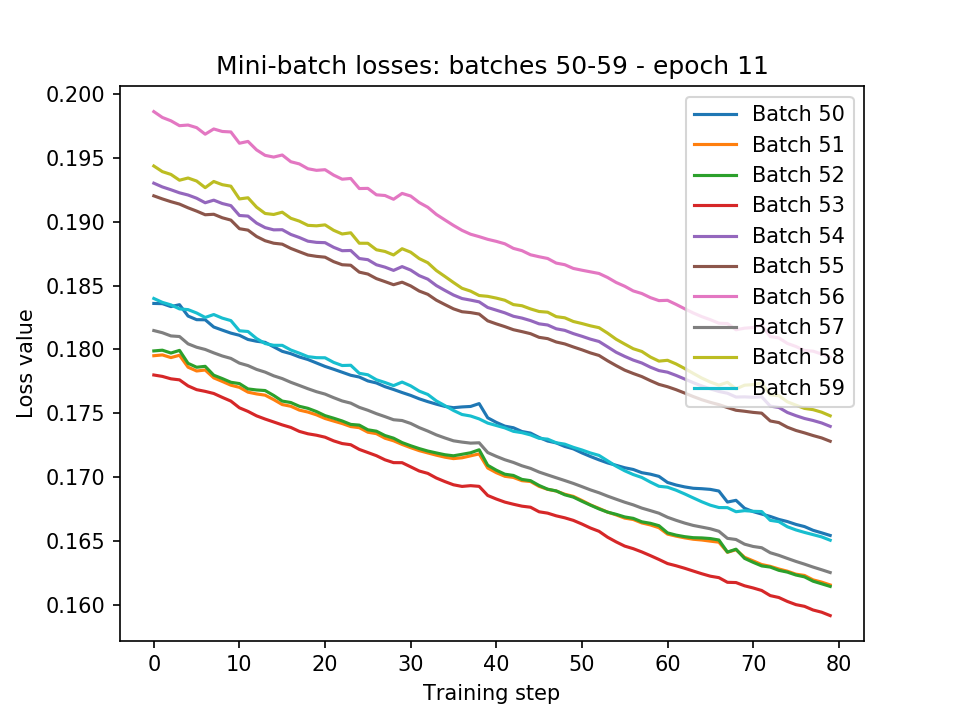 Mini-batch losses: batches 50-59 - epoch 11
0.200
0.195
0.190
0.185
0.180
0.175
0.170
0.165
0.160
Loss value
Batch 50
Batch 51
Batch 52
Batch 53
Batch 54
Batch 55
Batch 56
Batch 57
Batch 58
Batch 59
0 10 20 30 40 50 60 70 80
Training step